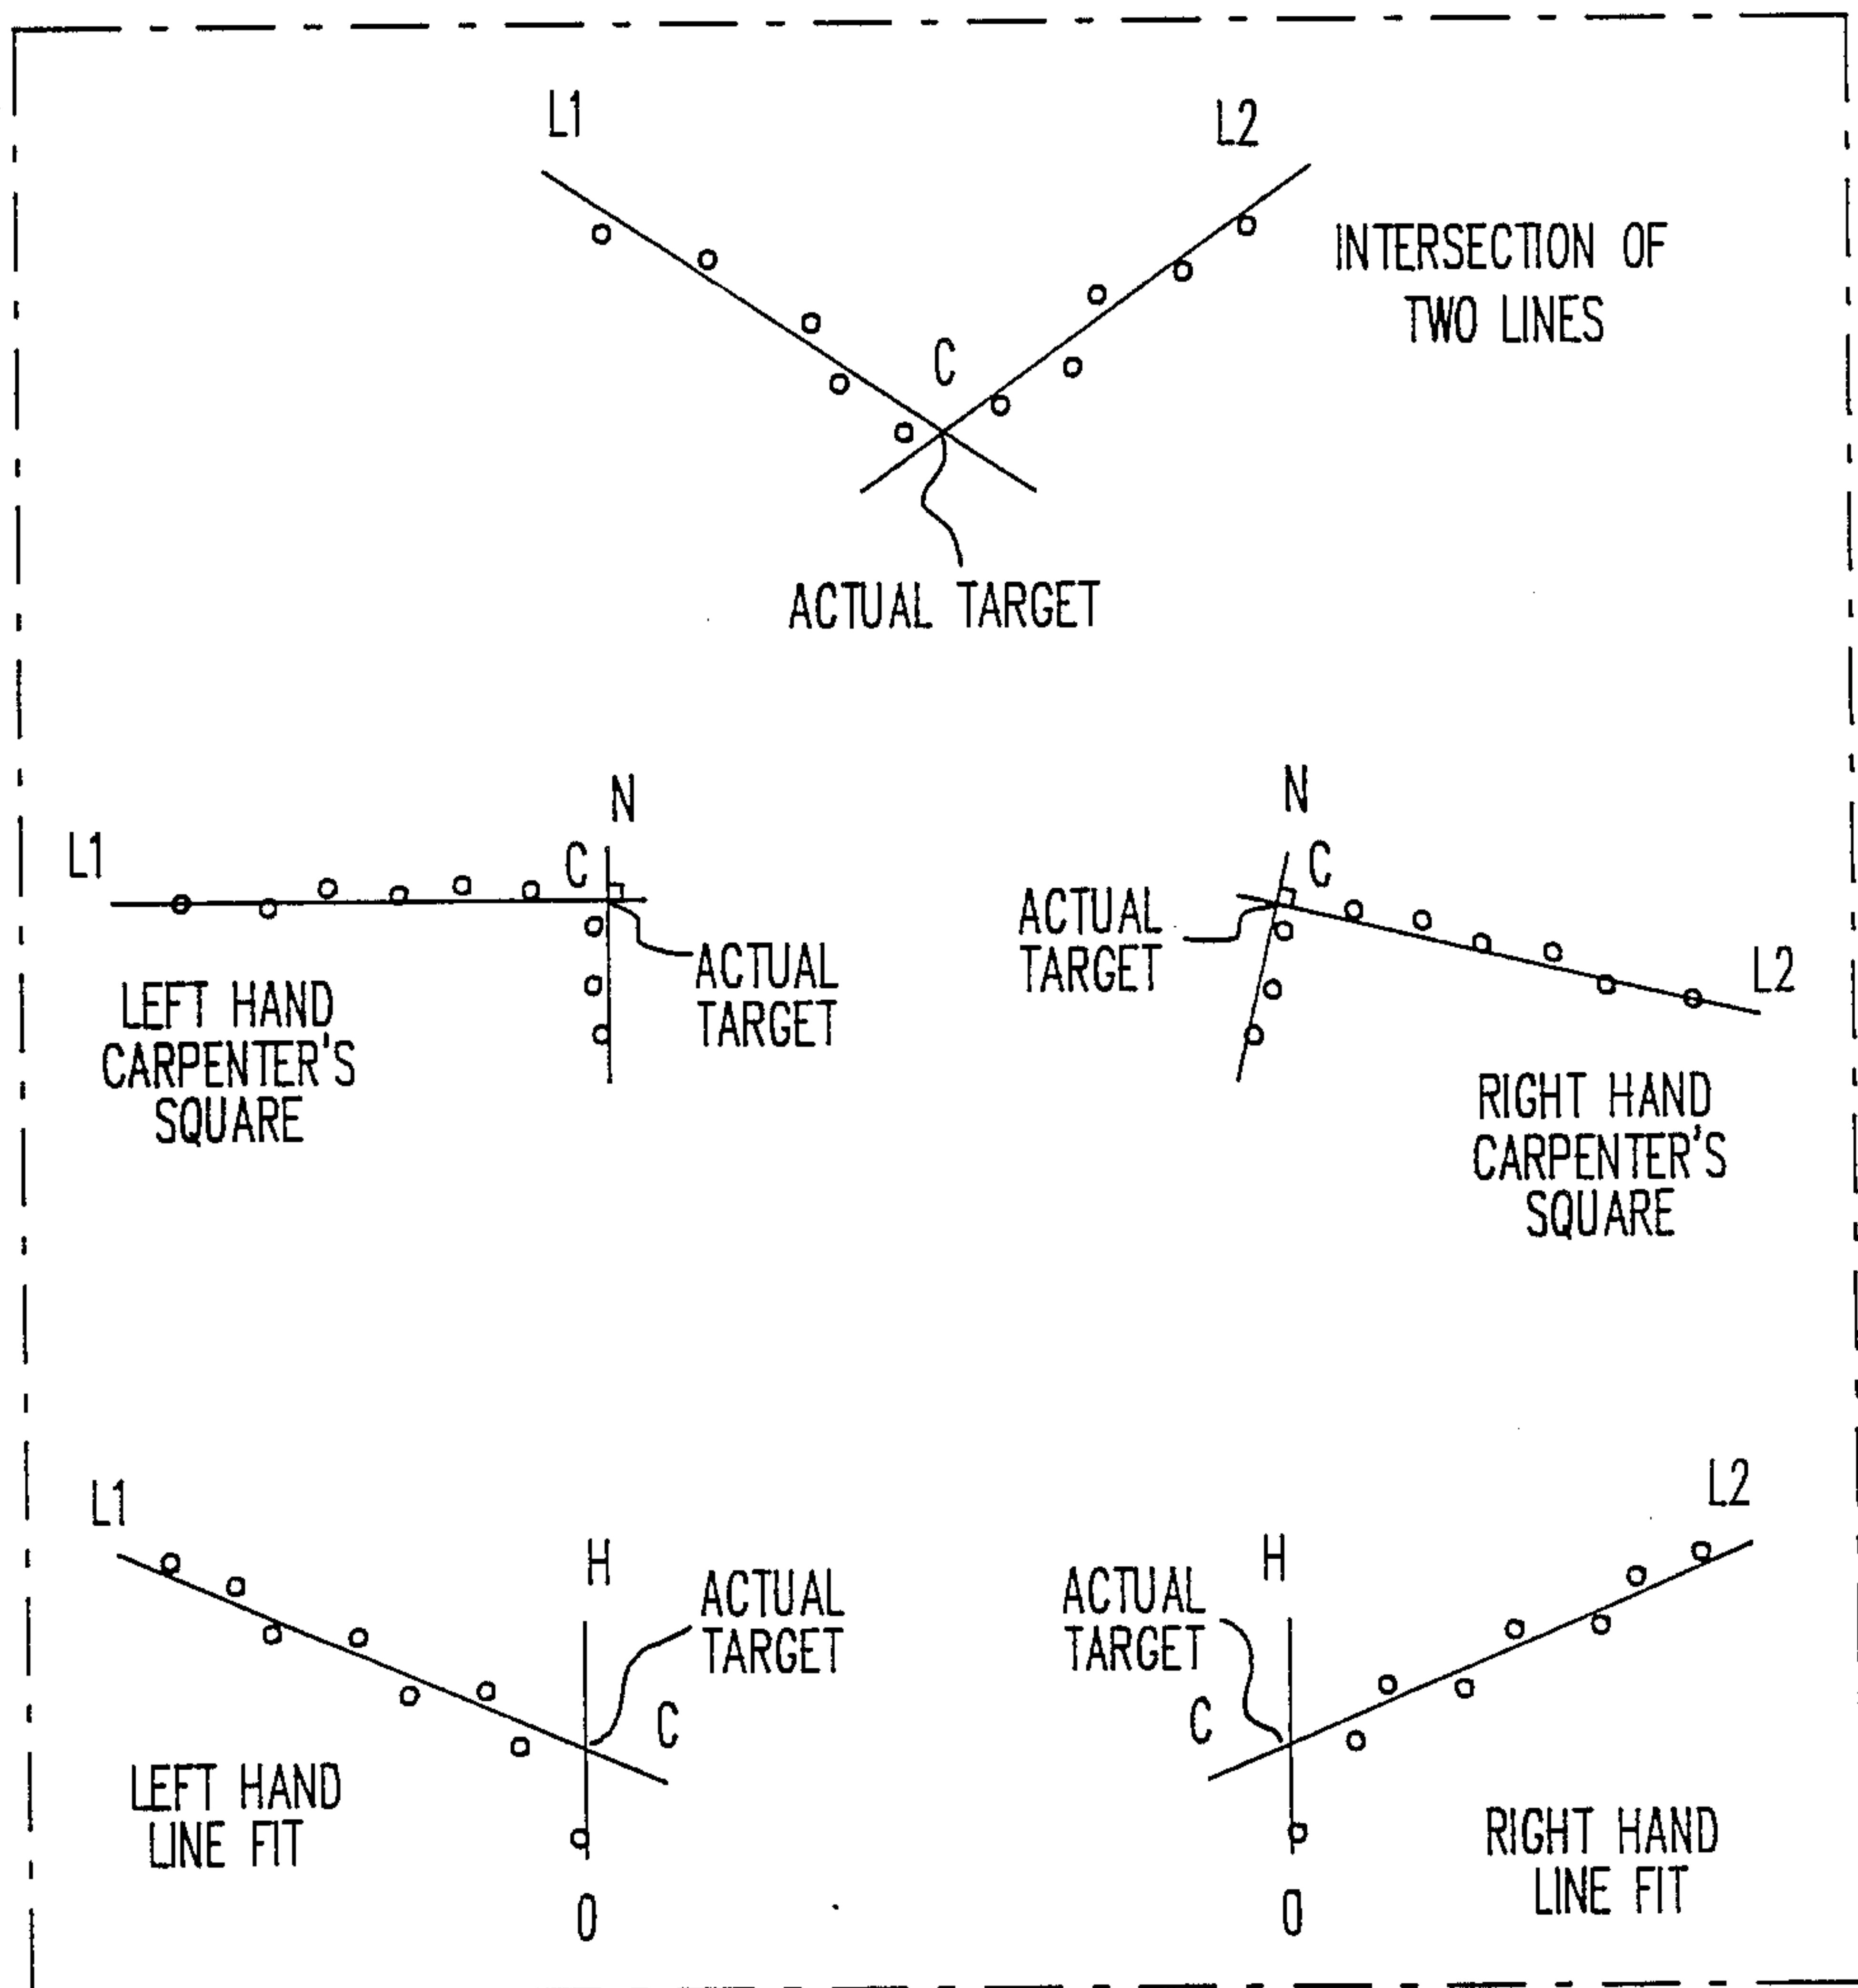 L1
L2
INTERSECTION OF
TWO LINES
C
ACTUAL TARGET
N
L1
C
ACTUAL
TARGET
LEFT HAND
CARPENTER'S
SQUARE
N
C
ACTUAL
TARGET
L2
RIGHT HAND
CARPENTER'S
SQUARE
L1
H
ACTUAL
TARGET
C
LEFT HAND
LINE FIT
O
L2
H
ACTUAL
TARGET
C
RIGHT HAND
LINE FIT
O